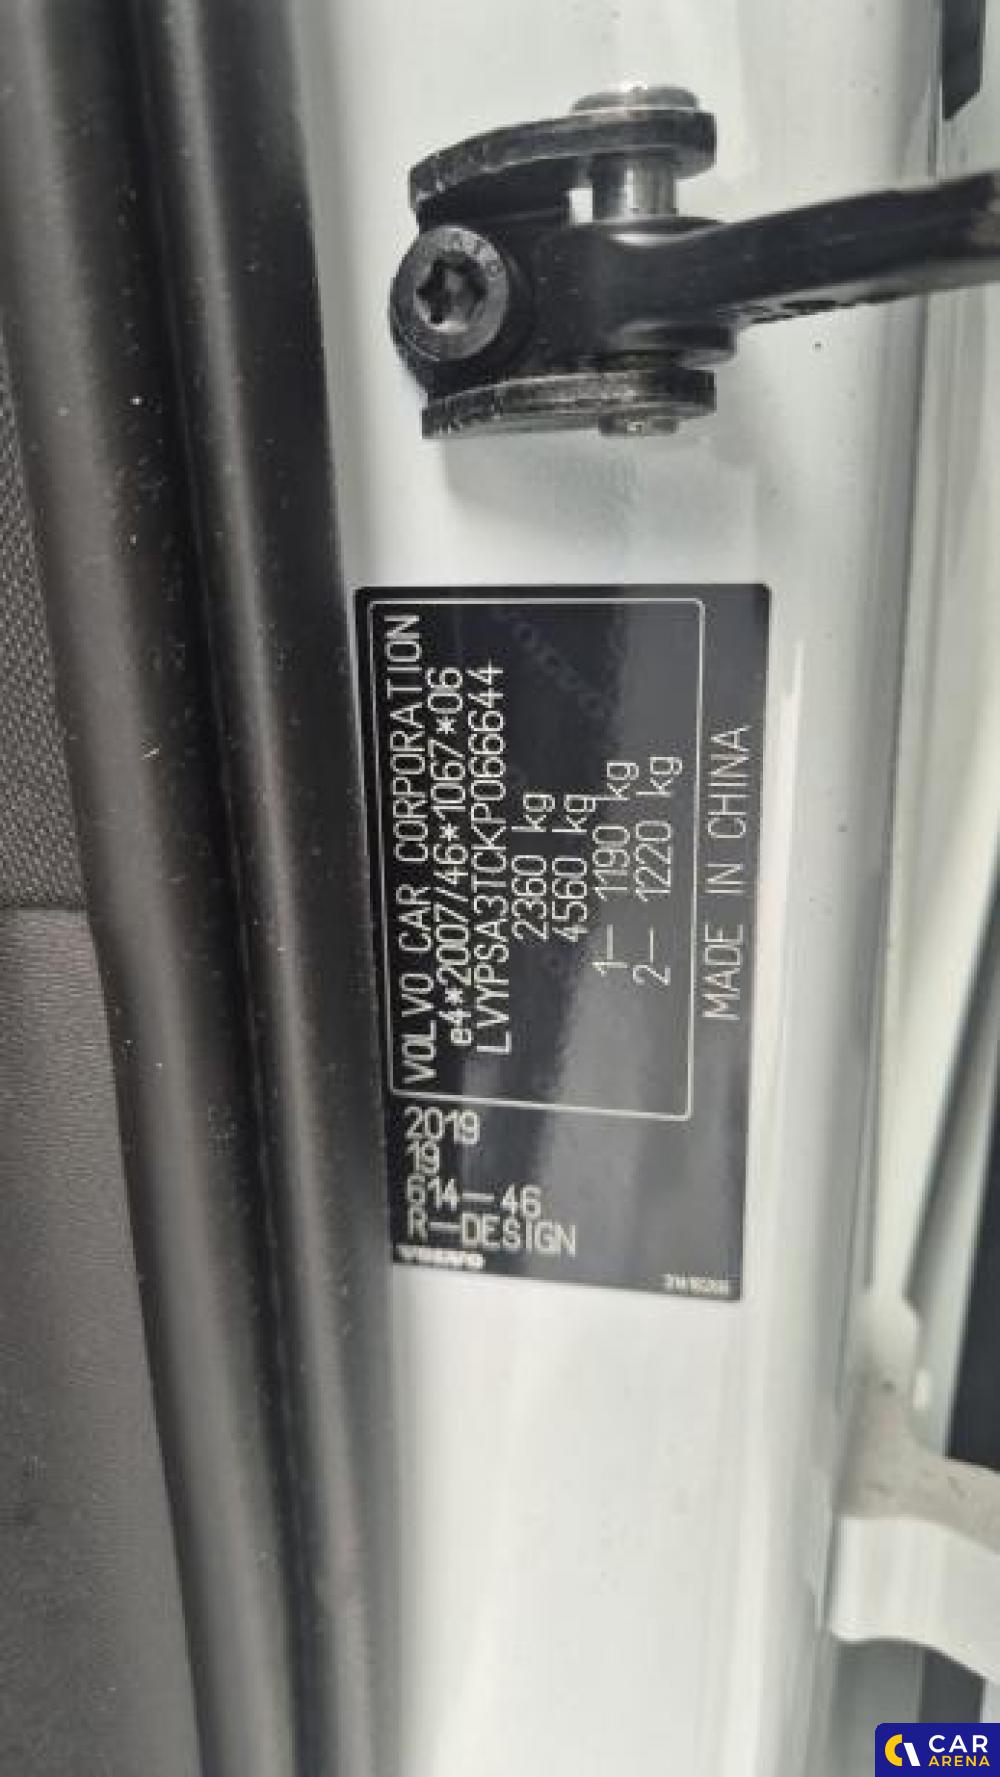 VOLVO CAR CORPORATION
e4*2007/46*1067*06
LVYPSA3TCKP066644
2360 kg
4560 kg
1— 1190 kg
2— 1220 kg
MADE IN CHINA
2019
19
614—46
R—DESIGN
VOLVO
CAR
ARENA